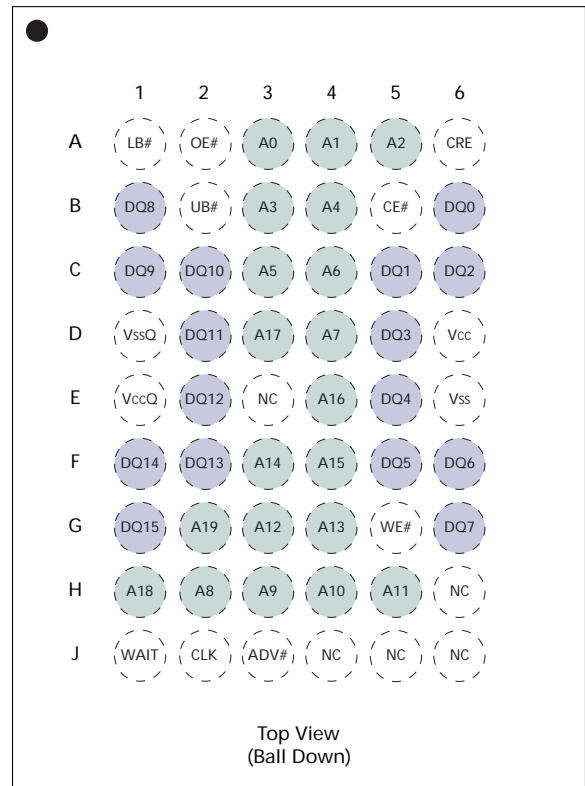 1 2 3 4 5 6
A LB# OE# A0 A1 A2 CRE
B DQ8 UB# A3 A4 CE# DQ0
C DQ9 DQ10 A5 A6 DQ1 DQ2
D VssQ DQ11 A17 A7 DQ3 Vcc
E VccQ DQ12 NC A16 DQ4 Vss
F DQ14 DQ13 A14 A15 DQ5 DQ6
G DQ15 A19 A12 A13 WE# DQ7
H A18 A8 A9 A10 A11 NC
J WAIT CLK ADV# NC NC NC
Top View
(Ball Down)